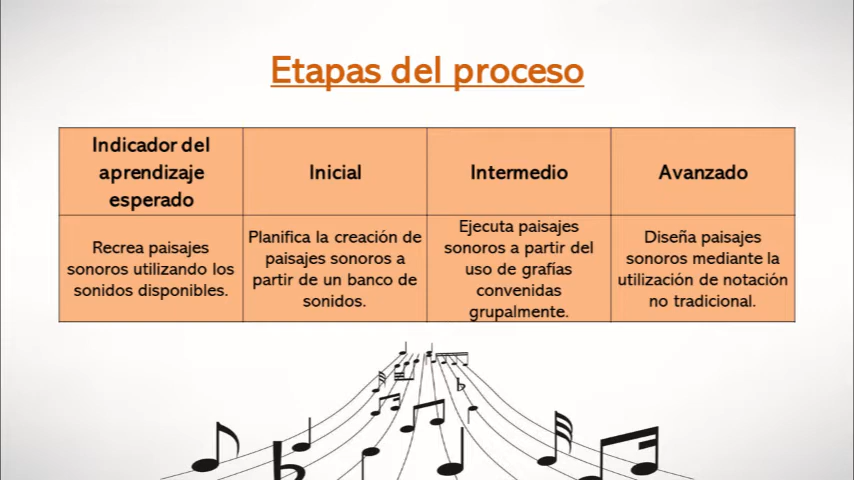 Etapas del proceso
Indicador del
aprendizaje
esperado
Inicial
Intermedio
Avanzado
Recrea paisajes
sonoros utilizando los
sonidos disponibles.
Planifica la creación de
paisajes sonoros a
partir de un banco de
sonidos.
Ejecuta paisajes
sonoros a partir del
uso de grafías
convenidas
grupalmente.
Diseña paisajes
sonoros mediante la
utilización de notación
no tradicional.